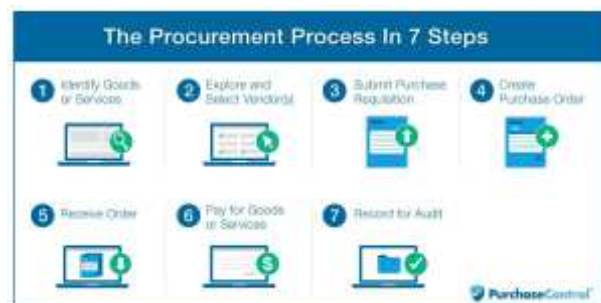 The Procurement Process In 7 Steps
1 Identify Goods
or Services
2 Explore and
Select Vendor(s)
3 Submit Purchase
Requisition
4 Create
Purchase Order
5 Receive Order
6 Pay for Goods
or Services
7 Record for Audit
PurchaseControl